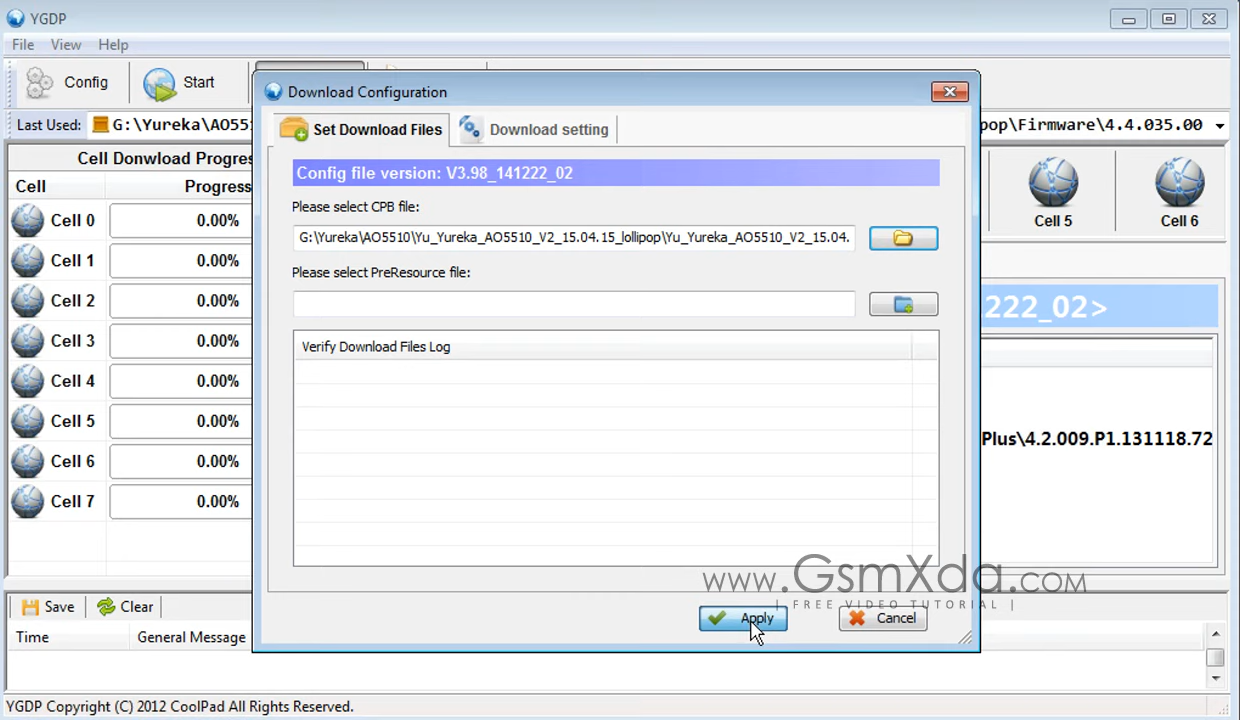 YGDP
File View Help
Config Start
Last Used: G:\Yureka\AO55 pop\Firmware\4.4.035.00
Download Configuration
Set Download Files Download setting
Config file version: V3.98_141222_02
Please select CPB file:
G:\Yureka\AO5510\Yu_Yureka_AO5510_V2_15.04.15_lollipop\Yu_Yureka_AO5510_V2_15.04.
Please select PreResource file:
Verify Download Files Log
Apply Cancel
Cell Donwload Progres
Cell Progress
Cell 0 0.00%
Cell 1 0.00%
Cell 2 0.00%
Cell 3 0.00%
Cell 4 0.00%
Cell 5 0.00%
Cell 6 0.00%
Cell 7 0.00%
Cell 5 Cell 6
222_02>
Plus\4.2.009.P1.131118.72
www.GsmXda.com
| FREE VIDEO TUTORIAL |
Save Clear
Time General Message
YGDP Copyright (C) 2012 CoolPad All Rights Reserved.